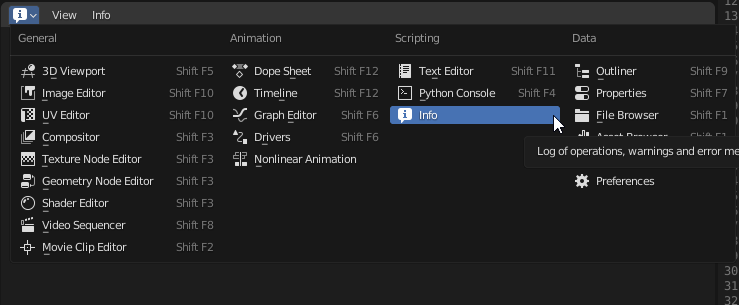 View Info
General
3D Viewport Shift F5
Image Editor Shift F10
UV Editor Shift F10
Compositor Shift F3
Texture Node Editor Shift F3
Geometry Node Editor Shift F3
Shader Editor Shift F3
Video Sequencer Shift F8
Movie Clip Editor Shift F2
Animation
Dope Sheet Shift F12
Timeline Shift F12
Graph Editor Shift F6
Drivers Shift F6
Nonlinear Animation
Scripting
Text Editor Shift F11
Python Console Shift F4
Info
Data
Outliner Shift F9
Properties Shift F7
File Browser Shift F1
Asset Browser Shift F1
Log of operations, warnings and error me
Preferences
12
13
30
31
32